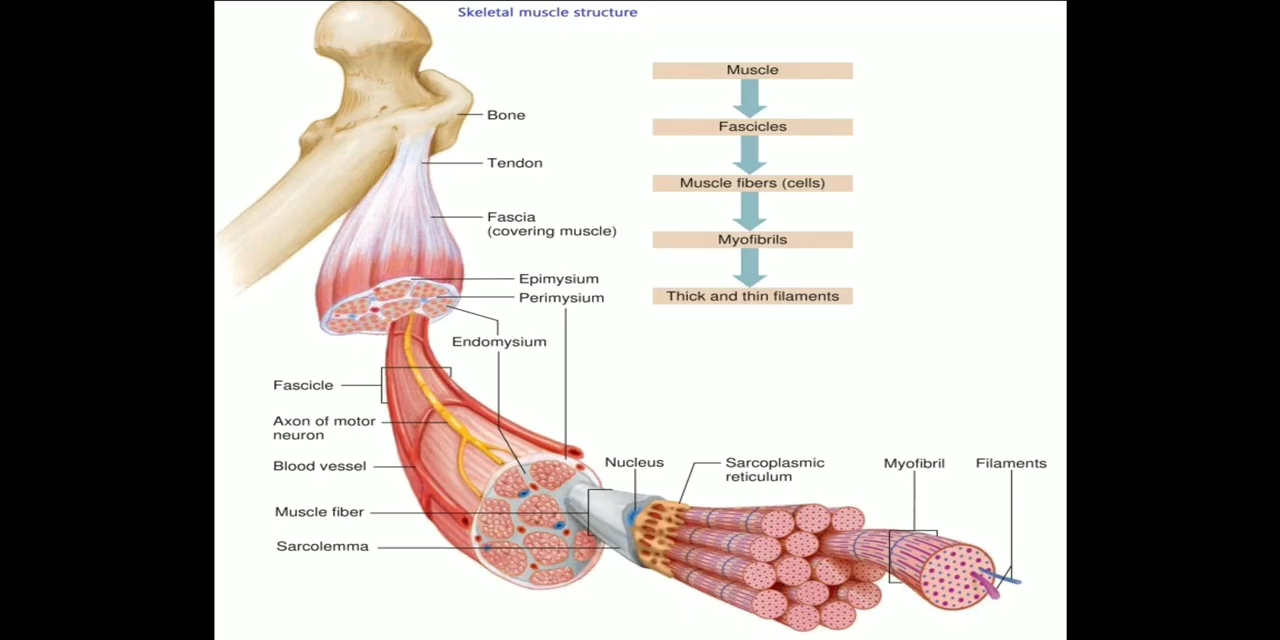 Skeletal muscle structure
Muscle
Fascicles
Muscle fibers (cells)
Myofibrils
Thick and thin filaments
Bone
Tendon
Fascia
(covering muscle)
Epimysium
Perimysium
Endomysium
Fascicle
Axon of motor
neuron
Blood vessel
Muscle fiber
Sarcolemma
Nucleus
Sarcoplasmic
reticulum
Myofibril
Filaments